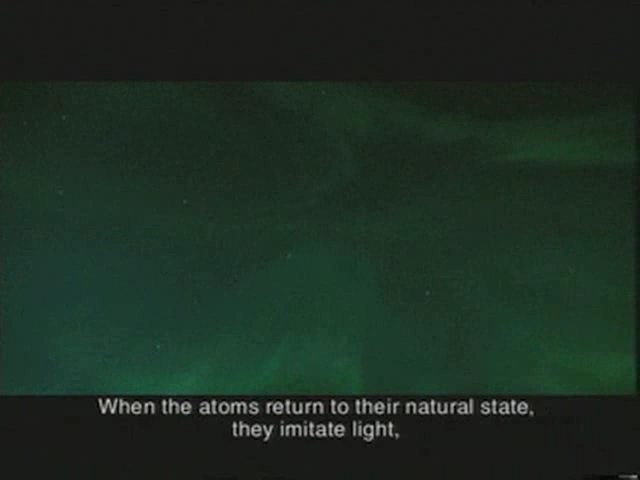 When the atoms return to their natural state,
they imitate light,